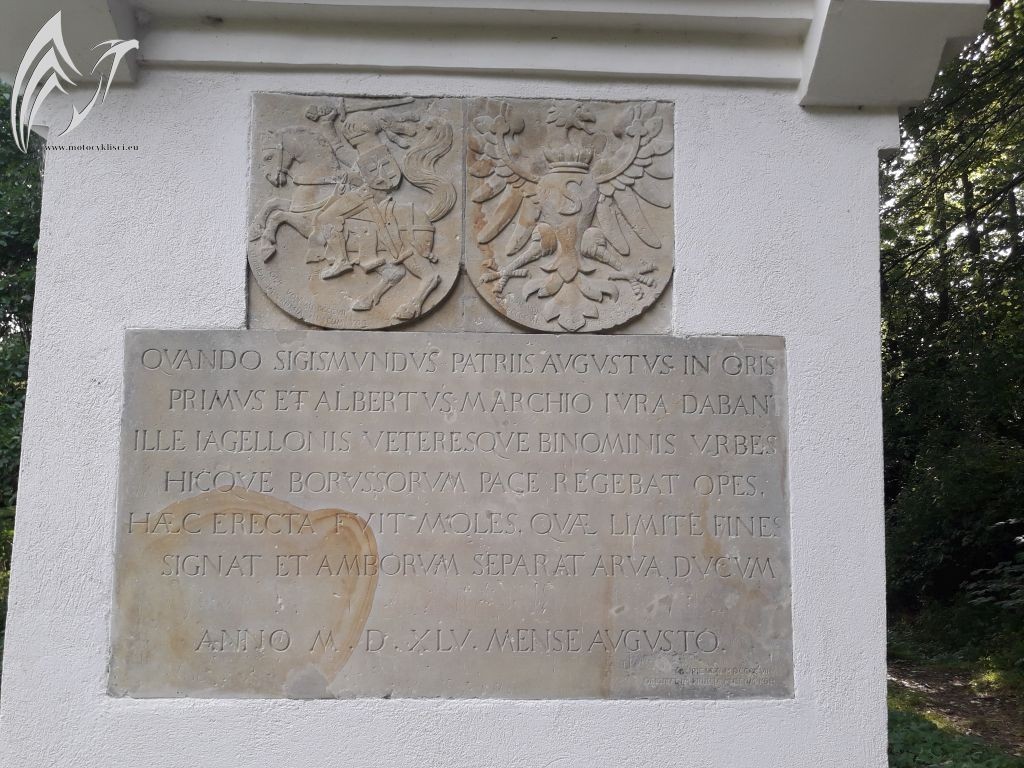 www.motocyklisci.eu
S
QVANDO SIGISMVNDVS PATRIIS AVGVSTVS IN ORIS
PRIMVS ET ALBERTVS MARCHIO IVRA DABANT
ILLE IAGELLONIS VETERESQVE BINOMINIS VRBES
HICQVE BORVSSORVM PACE REGEBAT OPES.
HÆC ERECTA FVIT MOLES, QVÆ LIMITE FINES
SIGNAT ET AMBORVM SEPARAT ARVA DVCVM
ANNO M.D.XLV. MENSE AVGVSTO.